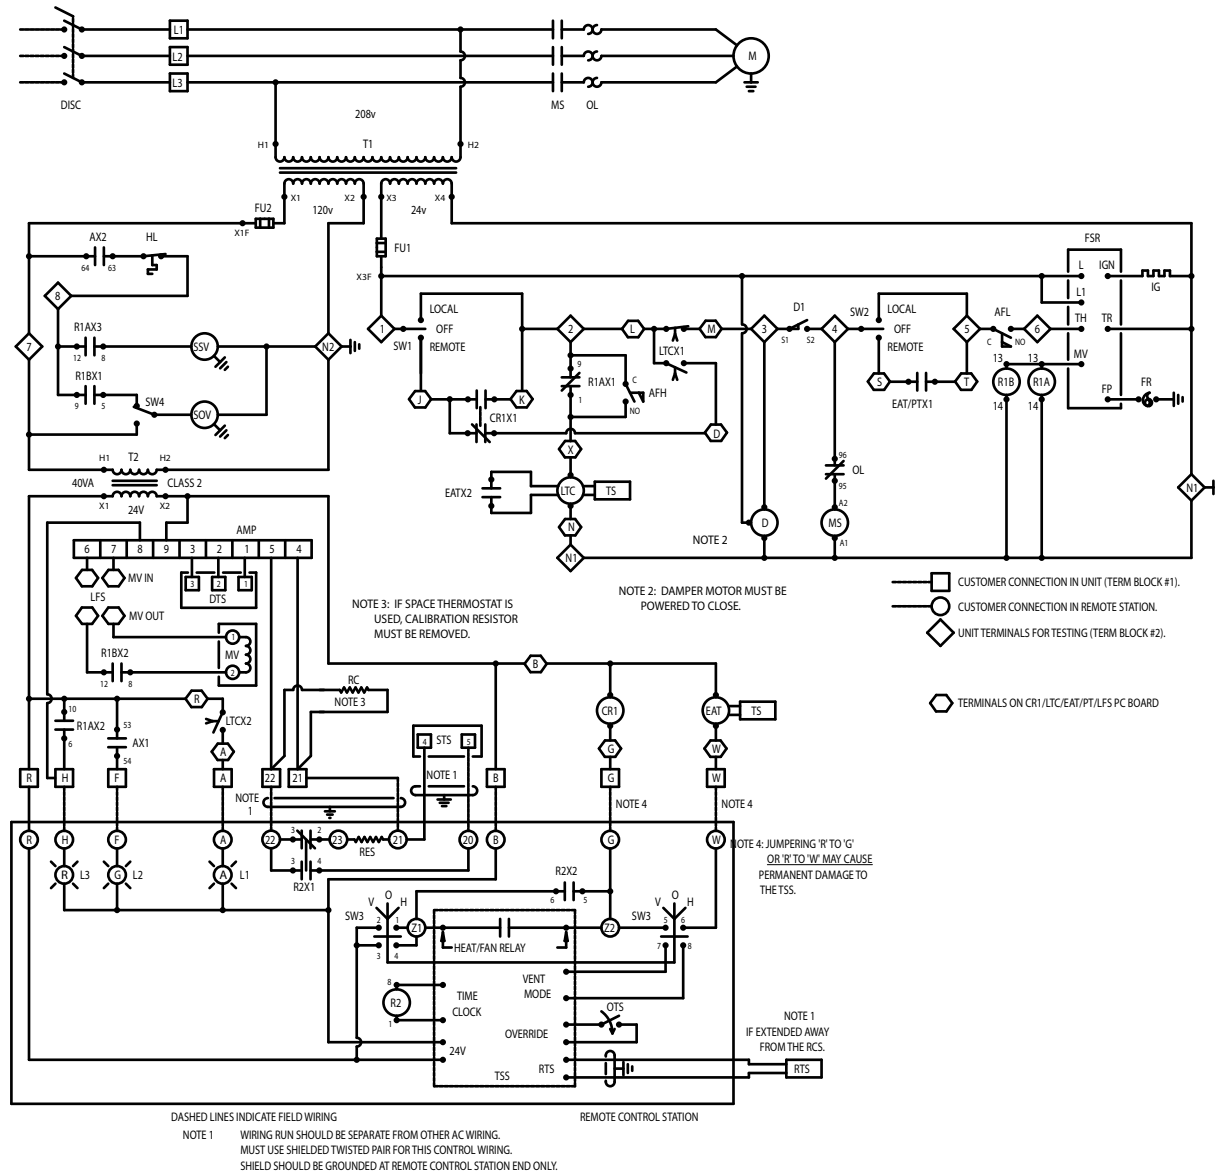 L1
L2
L3
M
DISC
MS
OL
208v
H1
T1
H2
X1
X2
X3
X4
FU2
120v
24v
X1F
FU1
FSR
AX2
HL
64
63
X3F
L
IGN
IG
8
LOCAL
D1
SW2
LOCAL
L1
R1AX3
1
OFF
2
L
M
3
4
OFF
5
AFL
6
TH
TR
7
12
8
SSV
N2
SW1
REMOTE
LTCX1
S1
S2
REMOTE
C
NO
R1BX1
9
R1AX1
C
AFH
NO
1
13
13
MV
9
5
SW4
J
K
S
T
R1B
R1A
FP
FR
SOV
CR1X1
EAT/PTX1
14
14
D
H1
T2
H2
X
96
OL
95
40VA
CLASS 2
EATX2
LTC
TS
N1
X1
24V
X2
A2
AMP
N
D
MS
A1
6
7
8
9
3
2
1
5
4
NOTE 2
N1
MV IN
3
2
1
LFS
DTS
MV OUT
NOTE 3: IF SPACE THERMOSTAT IS
USED, CALIBRATION RESISTOR
MUST BE REMOVED.
NOTE 2: DAMPER MOTOR MUST BE
POWERED TO CLOSE.
CUSTOMER CONNECTION IN UNIT (TERM BLOCK #1).
CUSTOMER CONNECTION IN REMOTE STATION.
UNIT TERMINALS FOR TESTING (TERM BLOCK #2).
TERMINALS ON CR1/LTC/EAT/PT/LFS PC BOARD
1
R1BX2
MV
2
12
8
B
RC
NOTE 3
R
10
R1AX2
6
53
AX1
54
LTCX2
CR1
EAT
TS
4
STS
5
A
G
W
R
H
F
A
22
21
NOTE 1
B
G
W
NOTE
1
NOTE 4
NOTE 4
R
H
F
A
22
3
2
23
21
20
B
G
W
NOTE 4: JUMPERING 'R' TO 'G'
OR 'R' TO 'W' MAY CAUSE
PERMANENT DAMAGE TO
THE TSS.
RES
R
L3
G
L2
A
L1
3
4
R2X1
R2X2
6
5
O
V
H
SW3
2
1
Z1
Z2
SW3
O
V
H
5
6
3
4
HEAT/FAN RELAY
7
8
8
R2
1
TIME
CLOCK
VENT
MODE
OTS
OVERRIDE
NOTE 1
IF EXTENDED AWAY
FROM THE RCS.
24V
RTS
RTS
TSS
DASHED LINES INDICATE FIELD WIRING
REMOTE CONTROL STATION
NOTE 1 WIRING RUN SHOULD BE SEPARATE FROM OTHER AC WIRING.
MUST USE SHIELDED TWISTED PAIR FOR THIS CONTROL WIRING.
SHIELD SHOULD BE GROUNDED AT REMOTE CONTROL STATION END ONLY.